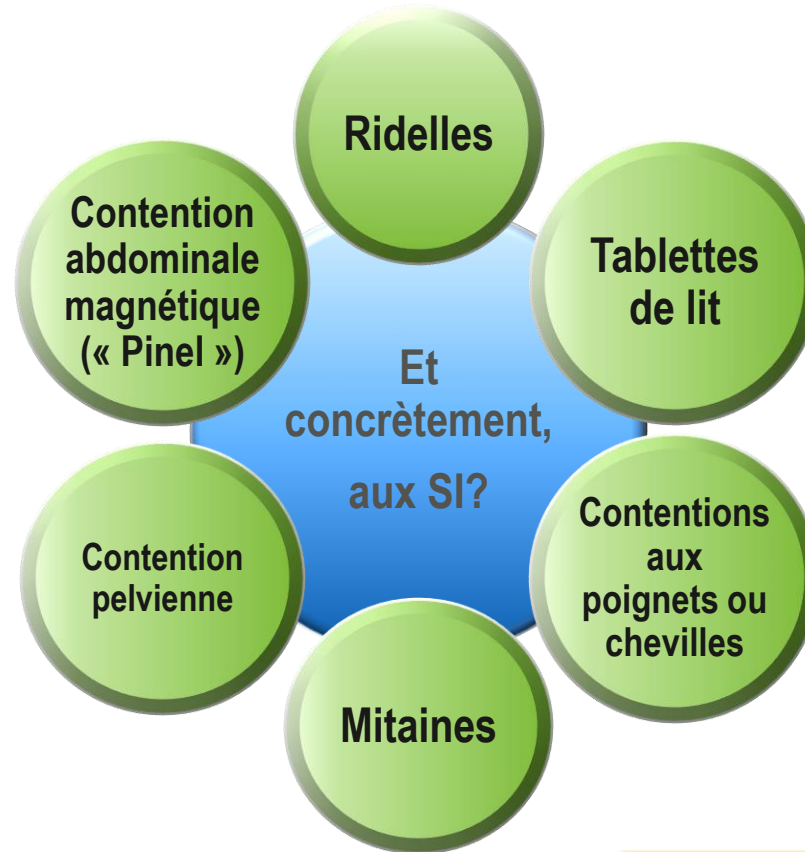 Ridelles
Tablettes
de lit
Contentions
aux
poignets ou
chevilles
Mitaines
Contention
pelvienne
Contention
abdominale
magnétique
(« Pinel »)
Et
concrètement,
aux SI?